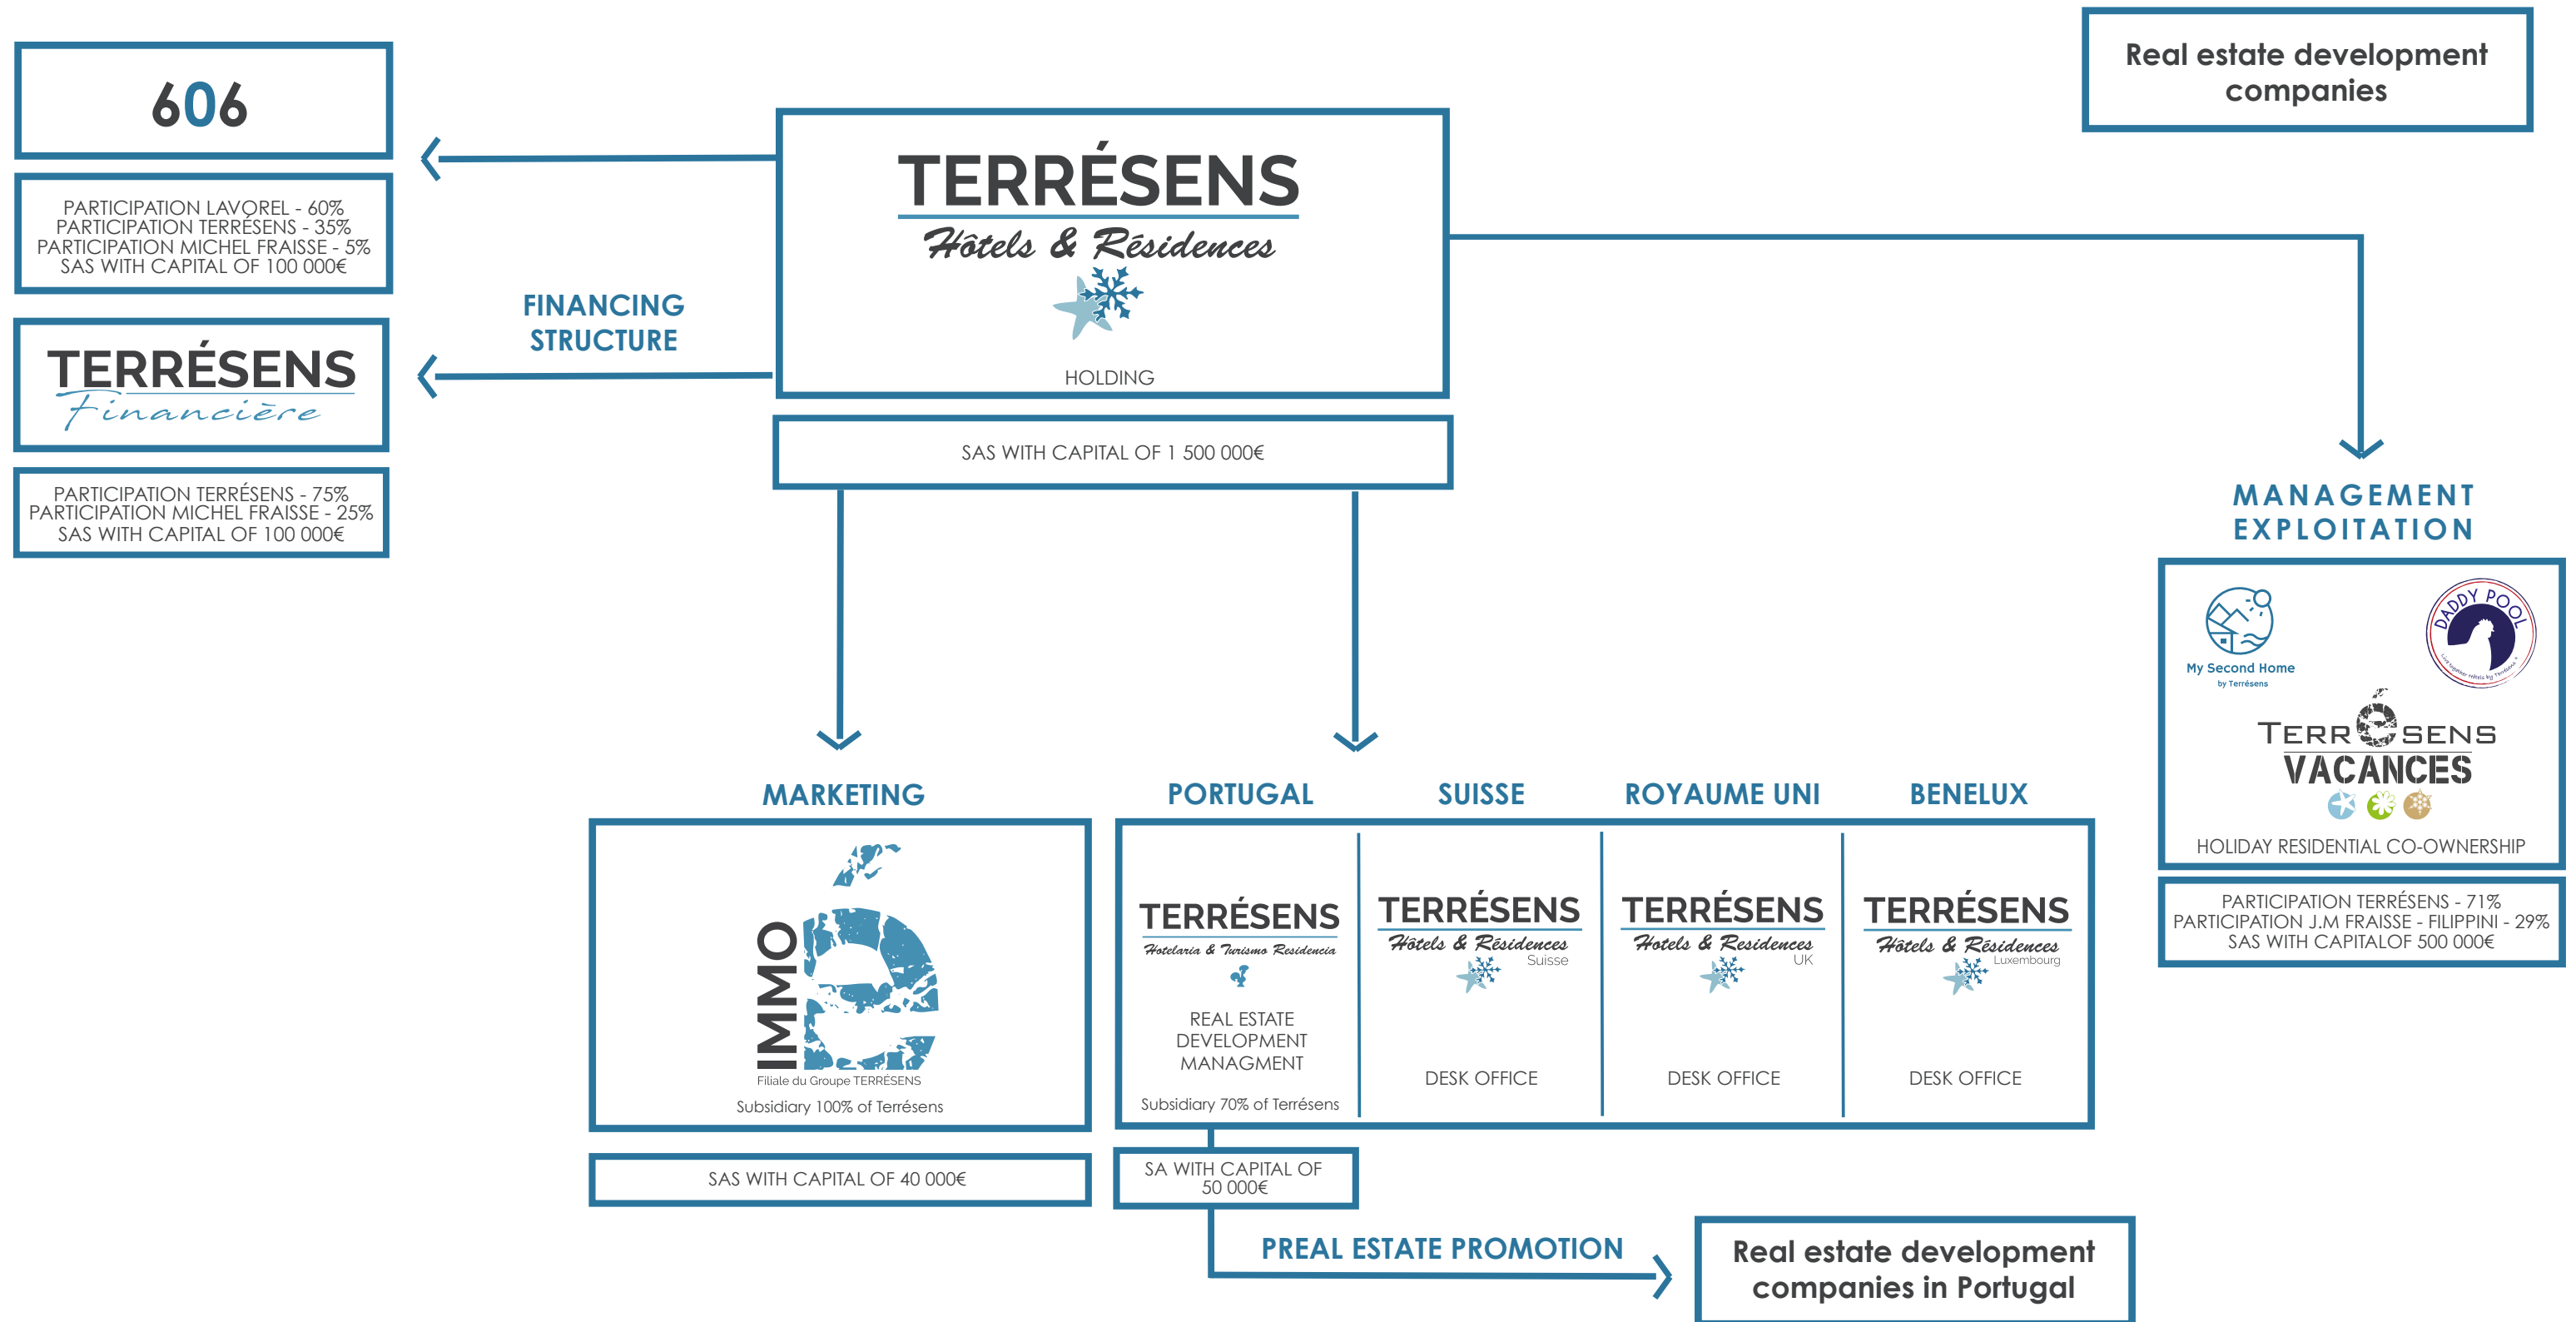 Real estate development
companies
606
PARTICIPATION LAVOREL - 60%
PARTICIPATION TERRÉSENS - 35%
PARTICIPATION MICHEL FRAISSE - 5%
SAS WITH CAPITAL OF 100 000€
TERRÉSENS
Hôtels & Résidences
HOLDING
SAS WITH CAPITAL OF 1 500 000€
FINANCING
STRUCTURE
TERRÉSENS
Financière
PARTICIPATION TERRÉSENS - 75%
PARTICIPATION MICHEL FRAISSE - 25%
SAS WITH CAPITAL OF 100 000€
MANAGEMENT
EXPLOITATION
My Second Home
by Terrésens
DADDY POOL
TERRéSENS
VACANCES
HOLIDAY RESIDENTIAL CO-OWNERSHIP
PARTICIPATION TERRÉSENS - 71%
PARTICIPATION J.M FRAISSE - FILIPPINI - 29%
SAS WITH CAPITALOF 500 000€
MARKETING
IMMO é
Filiale du Groupe TERRÉSENS
Subsidiary 100% of Terrésens
SAS WITH CAPITAL OF 40 000€
PORTUGAL
TERRÉSENS
Hotelaria & Turismo Residencia
REAL ESTATE
DEVELOPMENT
MANAGMENT
Subsidiary 70% of Terrésens
SA WITH CAPITAL OF
50 000€
SUISSE
TERRÉSENS
Hôtels & Résidences
Suisse
DESK OFFICE
ROYAUME UNI
TERRÉSENS
Hotels & Residences
UK
DESK OFFICE
BENELUX
TERRÉSENS
Hôtels & Résidences
Luxembourg
DESK OFFICE
PREAL ESTATE PROMOTION
Real estate development
companies in Portugal